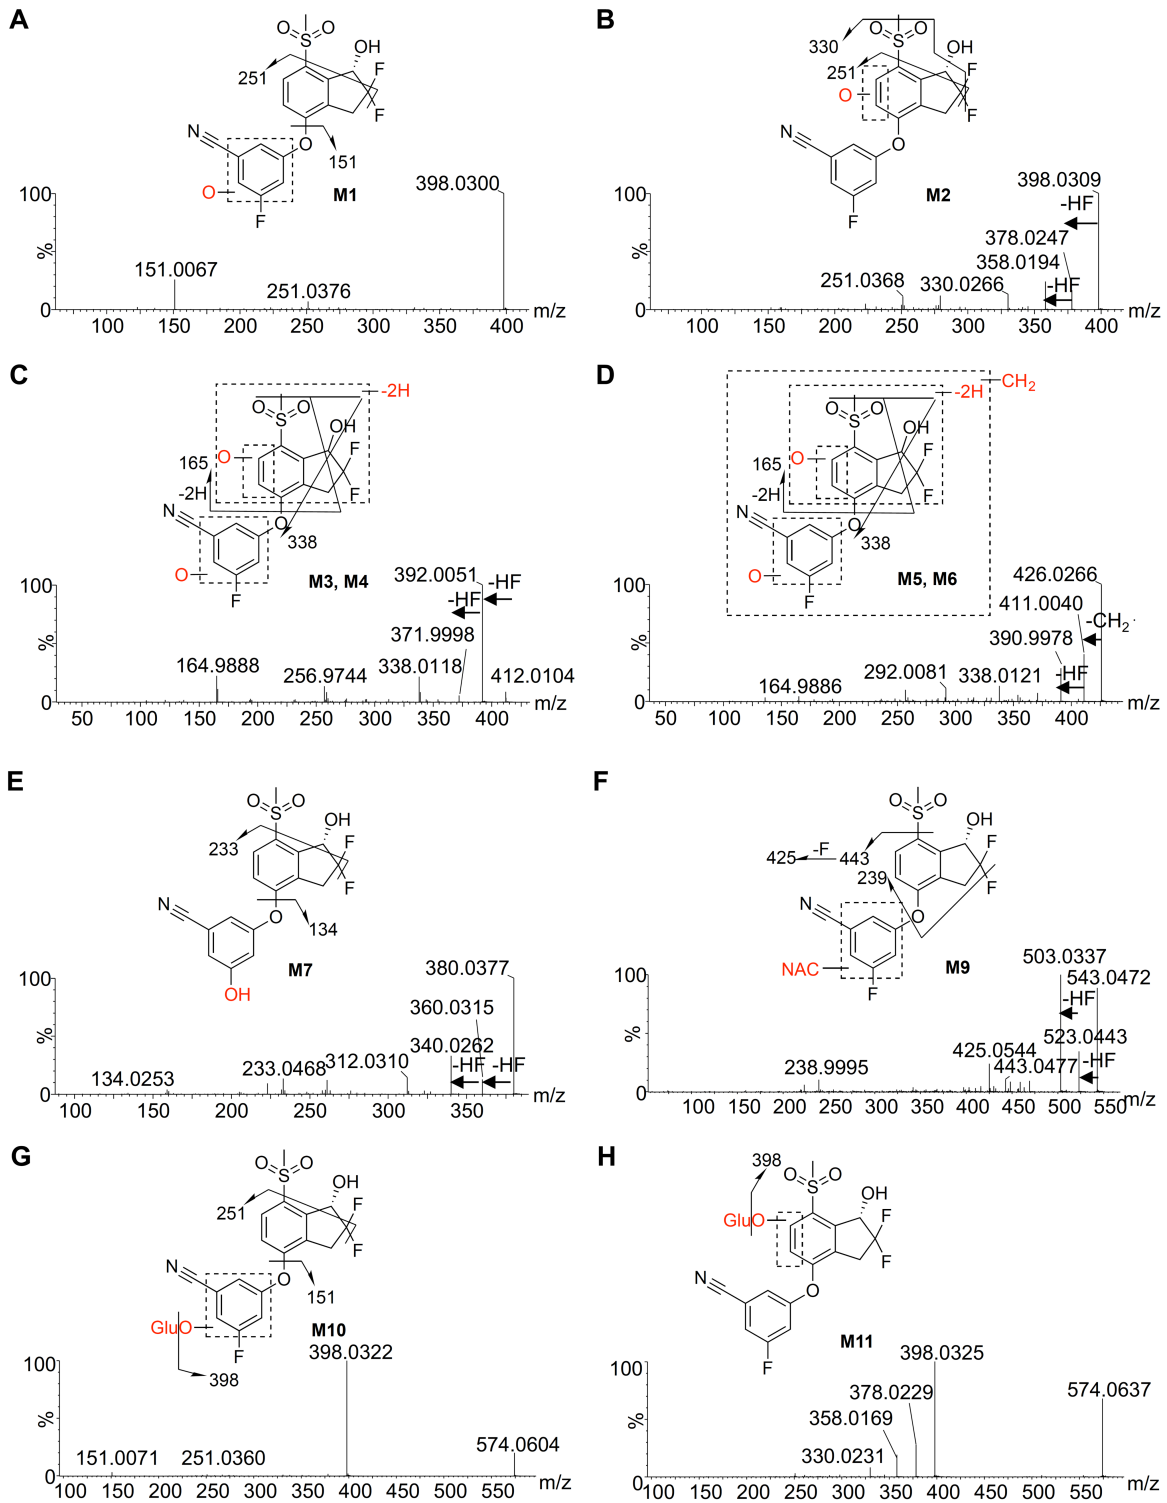 A
O
O
S
OH
F
F
251
N
O
151
O
F
M1
100
%
0
398.0300
151.0067
251.0376
100 150 200 250 300 350 400 m/z
B
330
O
O
S
OH
F
F
251
O
N
O
F
M2
100
%
0
398.0309
-HF
378.0247
358.0194
-HF
251.0368
330.0266
100 150 200 250 300 350 400 m/z
C
-2H
O
O
S
OH
F
F
O
165
-2H
N
O
338
O
F
M3, M4
100
%
0
392.0051
-HF
-HF
371.9998
164.9888
256.9744
338.0118
412.0104
50 100 150 200 250 300 350 400 m/z
D
-2H
CH2
O
O
S
OH
F
F
O
165
-2H
N
O
338
O
F
M5, M6
100
%
0
426.0266
411.0040
-CH2·
390.9978
-HF
164.9886
292.0081
338.0121
50 100 150 200 250 300 350 400 m/z
E
O
O
S
OH
F
F
233
N
O
134
OH
M7
100
%
0
380.0377
360.0315
340.0262
-HF
-HF
312.0310
134.0253
233.0468
100 150 200 250 300 350 m/z
F
O
O
S
OH
F
F
425
-F
443
239
N
O
NAC
F
M9
100
%
0
503.0337
543.0472
-HF
523.0443
425.0544
443.0477
-HF
238.9995
100 150 200 250 300 350 400 450 500 550 m/z
G
O
O
S
OH
F
F
251
N
O
151
GluO
F
398
M10
100
%
0
398.0322
151.0071
251.0360
574.0604
100 150 200 250 300 350 400 450 500 550 m/z
H
398
O
O
S
OH
F
F
GluO
N
O
F
M11
100
%
0
398.0325
378.0229
358.0169
330.0231
574.0637
100 150 200 250 300 350 400 450 500 550 m/z